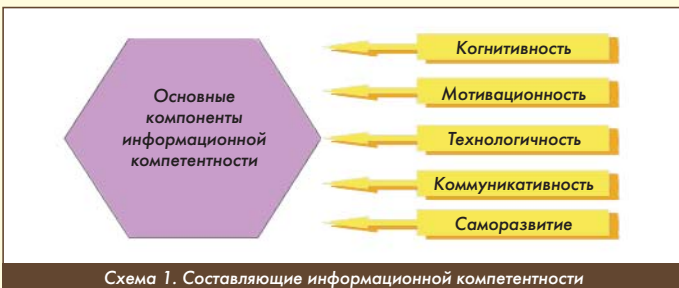 Основные
компоненты
информационной
компетентности
Когнитивность
Мотивационность
Технологичность
Коммуникативность
Саморазвитие
Схема 1. Составляющие информационной компетентности